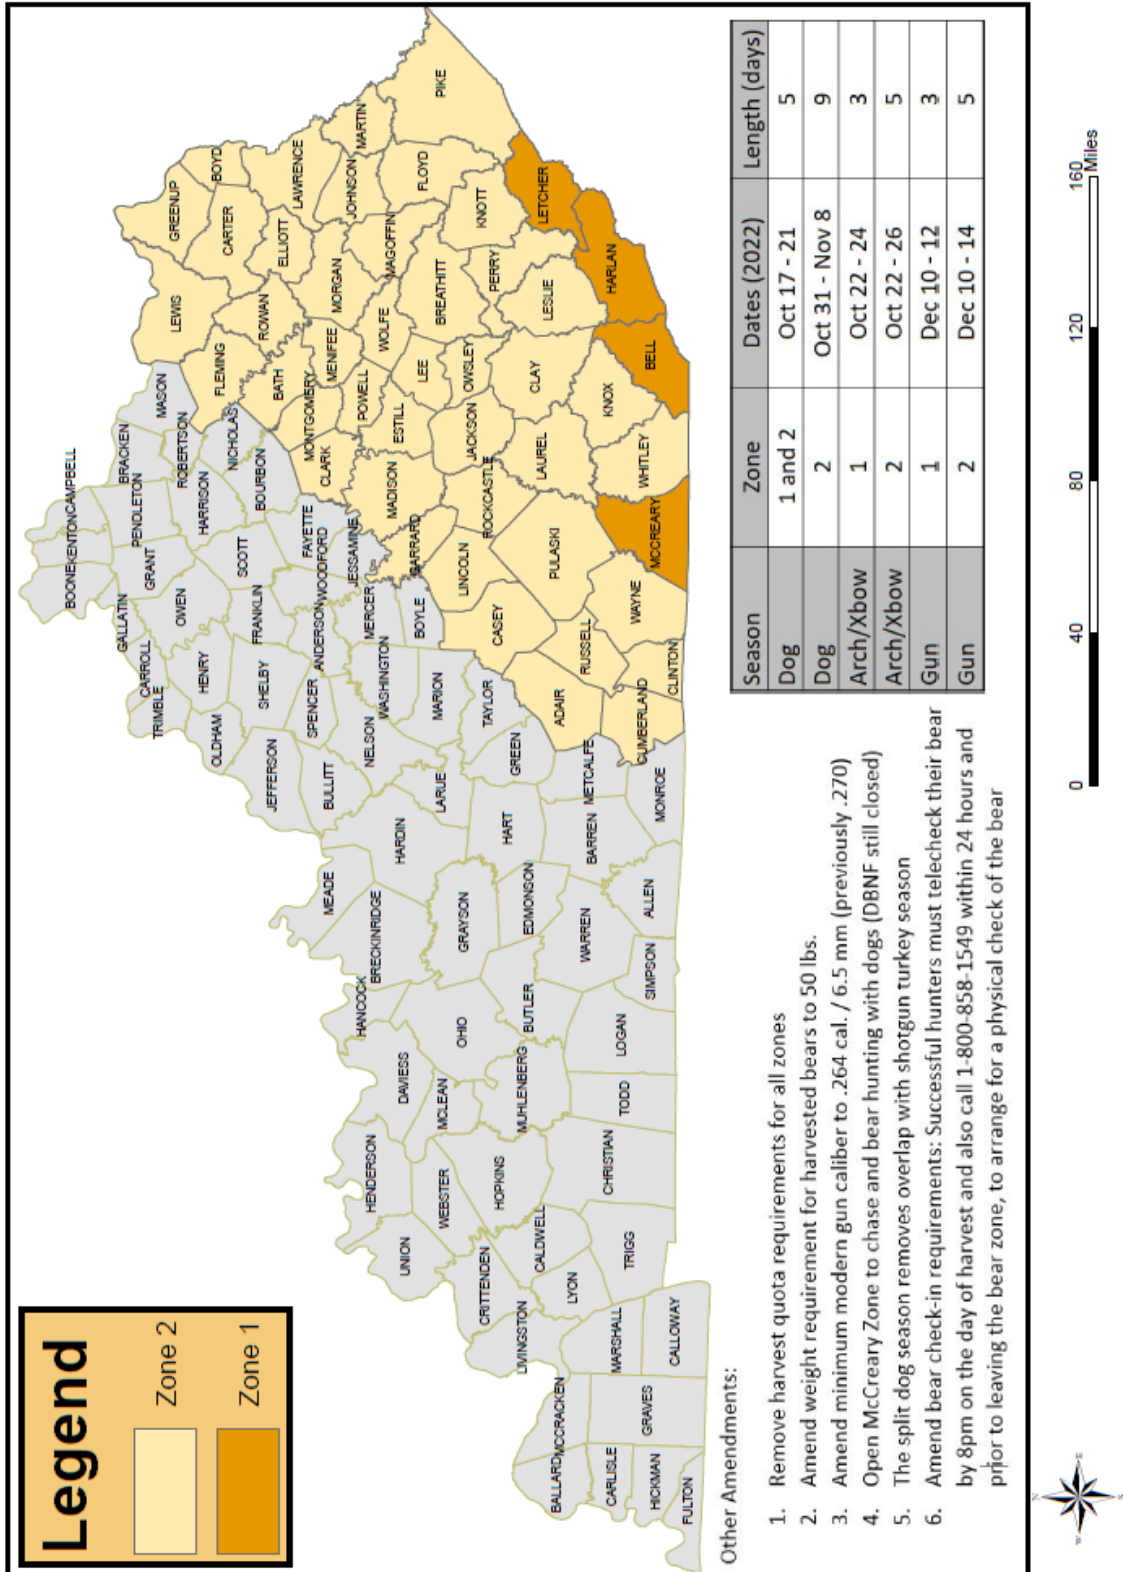 Legend
Zone 2
Zone 1
BOONE
KENTON
CAMPBELL
GALLATIN
GRANT
PENDLETON
BRACKEN
MASON
LEWIS
GREENUP
BOYD
CARROLL
TRIMBLE
OWEN
HARRISON
ROBERTSON
FLEMING
CARTER
OLDHAM
HENRY
SCOTT
NICHOLAS
ROWAN
ELLIOTT
LAWRENCE
JEFFERSON
SHELBY
FRANKLIN
BOURBON
BATH
MEADE
BULLITT
SPENCER
ANDERSON
WOODFORD
FAYETTE
CLARK
MONTGOMERY
MENIFEE
MORGAN
JOHNSON
MARTIN
HANCOCK
BRECKINRIDGE
HARDIN
NELSON
WASHINGTON
MERCER
JESSAMINE
MADISON
ESTILL
POWELL
WOLFE
MAGOFFIN
FLOYD
PIKE
HENDERSON
DAVIESS
UNION
WEBSTER
MCLEAN
OHIO
GRAYSON
LARUE
MARION
BOYLE
GARRARD
LEE
BREATHITT
KNOTT
CRITTENDEN
HOPKINS
MUHLENBERG
BUTLER
EDMONSON
HART
GREEN
TAYLOR
CASEY
LINCOLN
ROCKCASTLE
JACKSON
OWSLEY
PERRY
LETCHER
LIVINGSTON
CALDWELL
LYON
WARREN
BARREN
METCALFE
ADAIR
RUSSELL
PULASKI
LAUREL
CLAY
LESLIE
HARLAN
BALLARD
MCCRACKEN
MARSHALL
TRIGG
CHRISTIAN
TODD
LOGAN
SIMPSON
ALLEN
MONROE
CUMBERLAND
CLINTON
WAYNE
MCCREARY
WHITLEY
KNOX
BELL
CARLISLE
GRAVES
CALLOWAY
HICKMAN
FULTON
Other Amendments:
1. Remove harvest quota requirements for all zones
2. Amend weight requirement for harvested bears to 50 lbs.
3. Amend minimum modern gun caliber to .264 cal. / 6.5 mm (previously .270)
4. Open McCreary Zone to chase and bear hunting with dogs (DBNF still closed)
5. The split dog season removes overlap with shotgun turkey season
6. Amend bear check-in requirements: Successful hunters must telecheck their bear
by 8pm on the day of harvest and also call 1-800-858-1549 within 24 hours and
prior to leaving the bear zone, to arrange for a physical check of the bear
Season Zone Dates (2022) Length (days)
Dog 1 and 2 Oct 17 - 21 5
Dog 2 Oct 31 - Nov 8 9
Arch/Xbow 1 Oct 22 - 24 3
Arch/Xbow 2 Oct 22 - 26 5
Gun 1 Dec 10 - 12 3
Gun 2 Dec 10 - 14 5
0 40 80 120 160
Miles